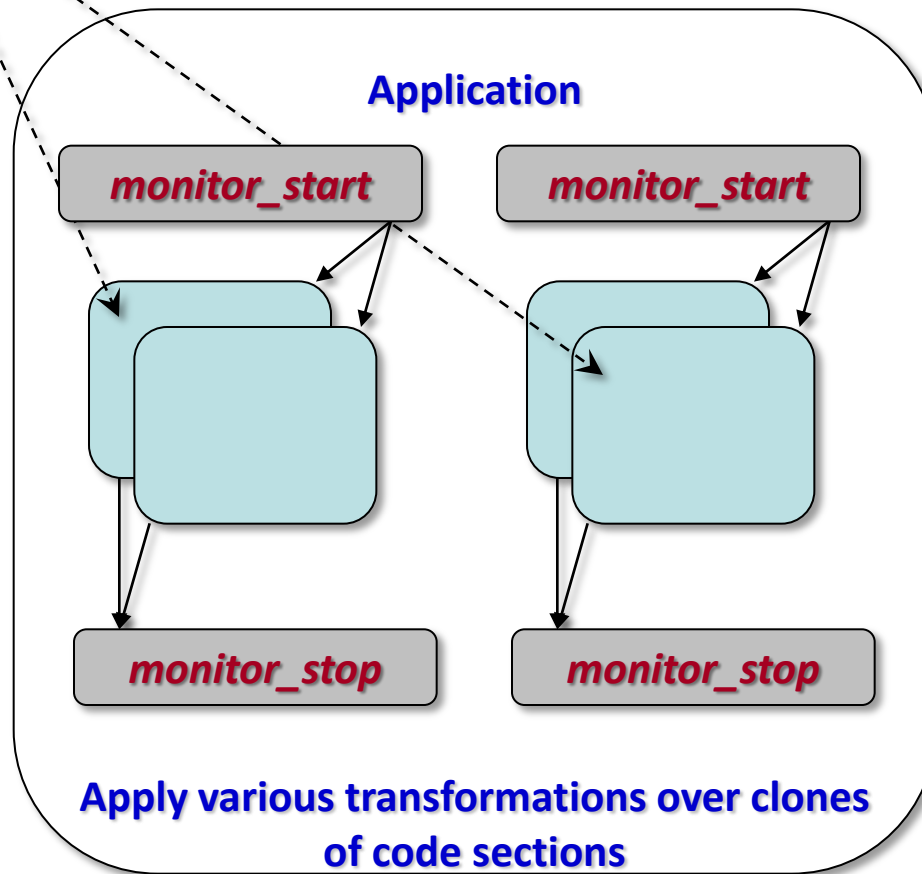 Application
monitor_start
monitor_start
monitor_stop
monitor_stop
Apply various transformations over clones
of code sections